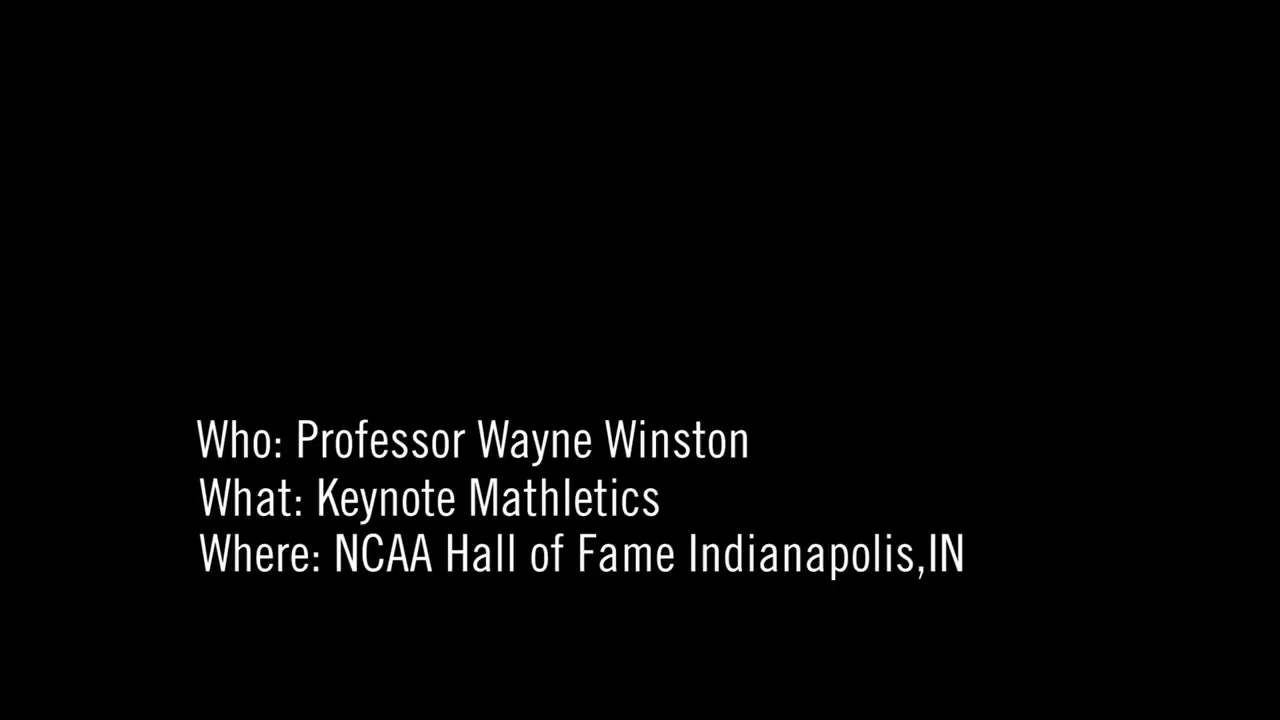 Who: Professor Wayne Winston
What: Keynote Mathletics
Where: NCAA Hall of Fame Indianapolis,IN